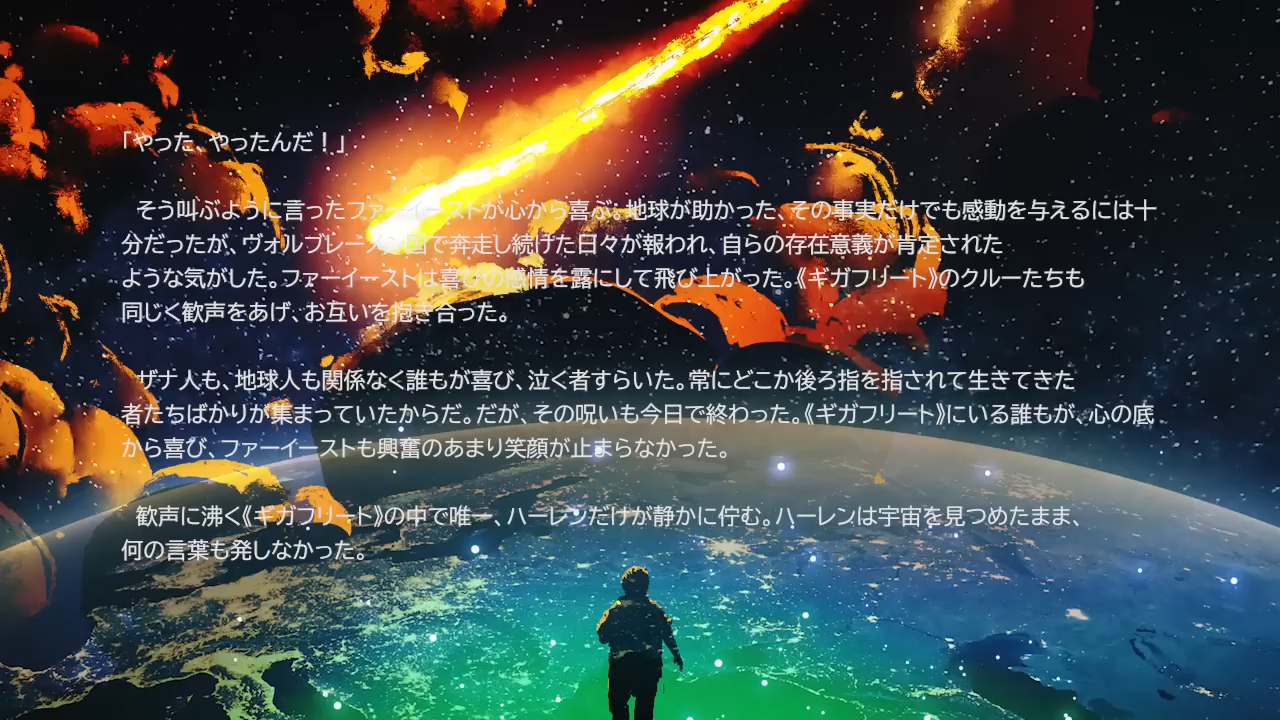 「やった、やったんだ！」
そう叫ぶように言ったファーイーストが心から喜ぶ。地球が助かった、その事実だけでも感動を与えるには十
分だったが、ヴォルブレーズ国で奔走し続けた日々が報われ、自らの存在意義が肯定された
ような気がした。ファーイーストは喜びの感情を露にして飛び上がった。《ギガフリート》のクルーたちも
同じく歓声をあげ、お互いを抱き合った。
ザナ人も、地球人も関係なく誰もが喜び、泣く者すらいた。常にどこか後ろ指を指されて生きてきた
者たちばかりが集まっていたからだ。だが、その呪いも今日で終わった。《ギガフリート》にいる誰もが、心の底
から喜び、ファーイーストも興奮のあまり笑顔が止まらなかった。
歓声に沸く《ギガフリート》の中で唯一、ハーレンだけが静かに佇む。ハーレンは宇宙を見つめたまま、
何の言葉も発しなかった。